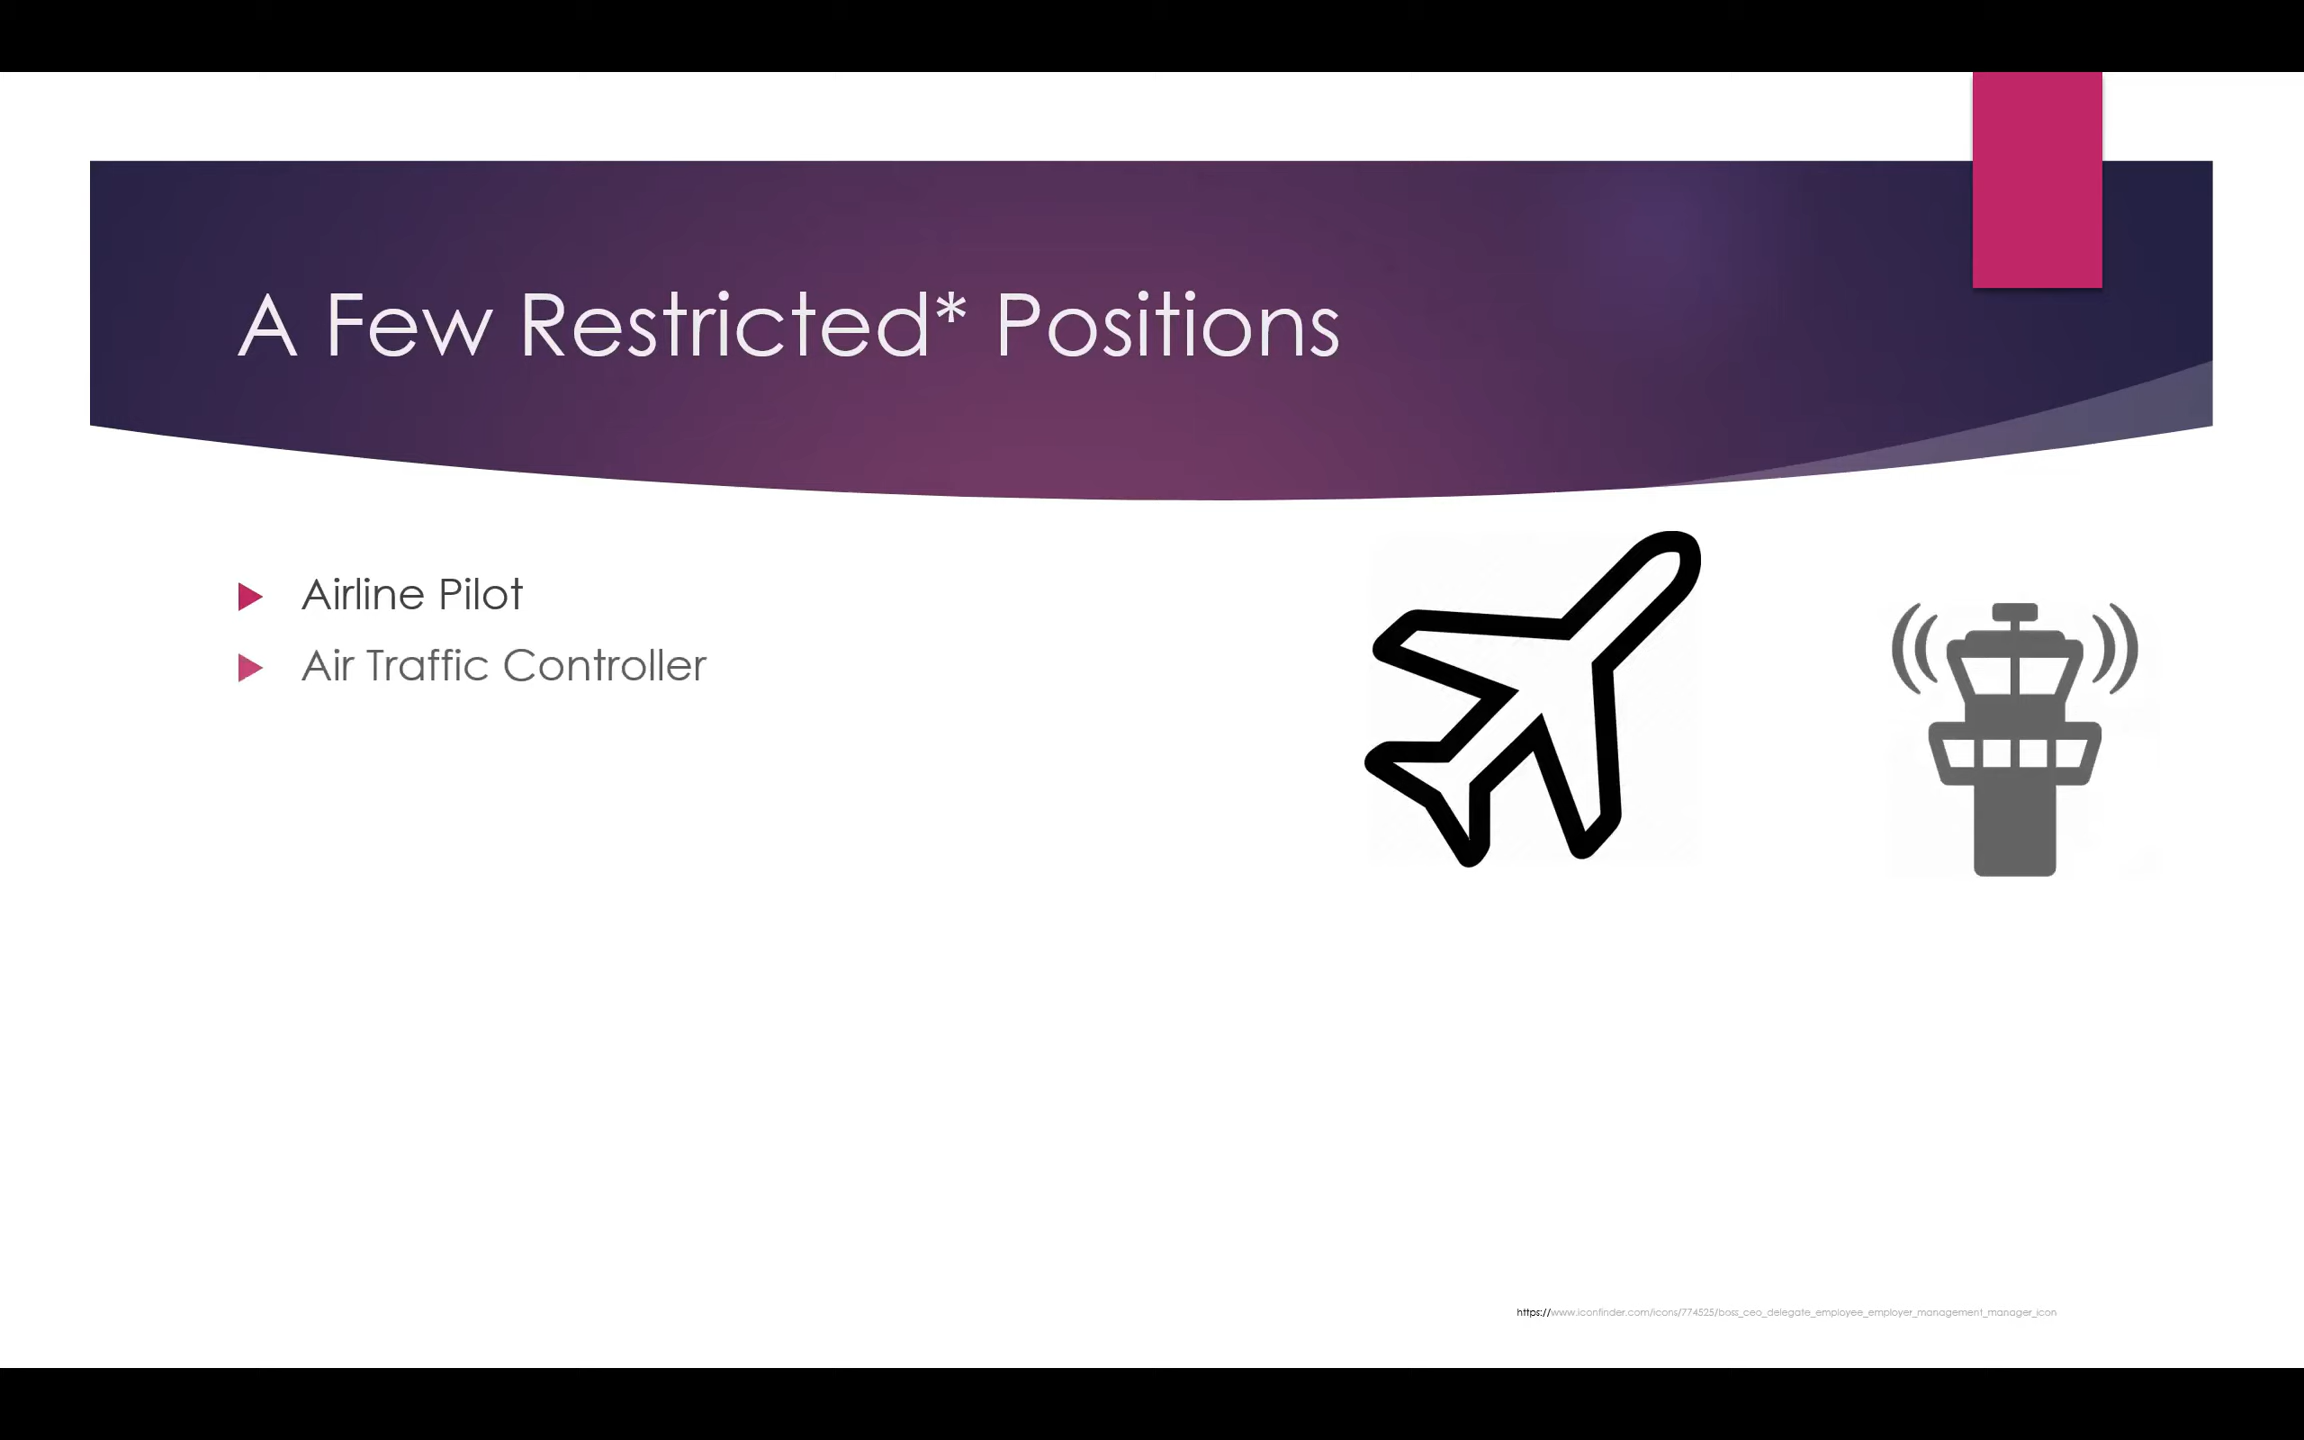 A Few Restricted* Positions
Airline Pilot
Air Traffic Controller
https://www.iconfinder.com/icons/774525/boss_ceo_delegate_employee_employer_management_manager_icon